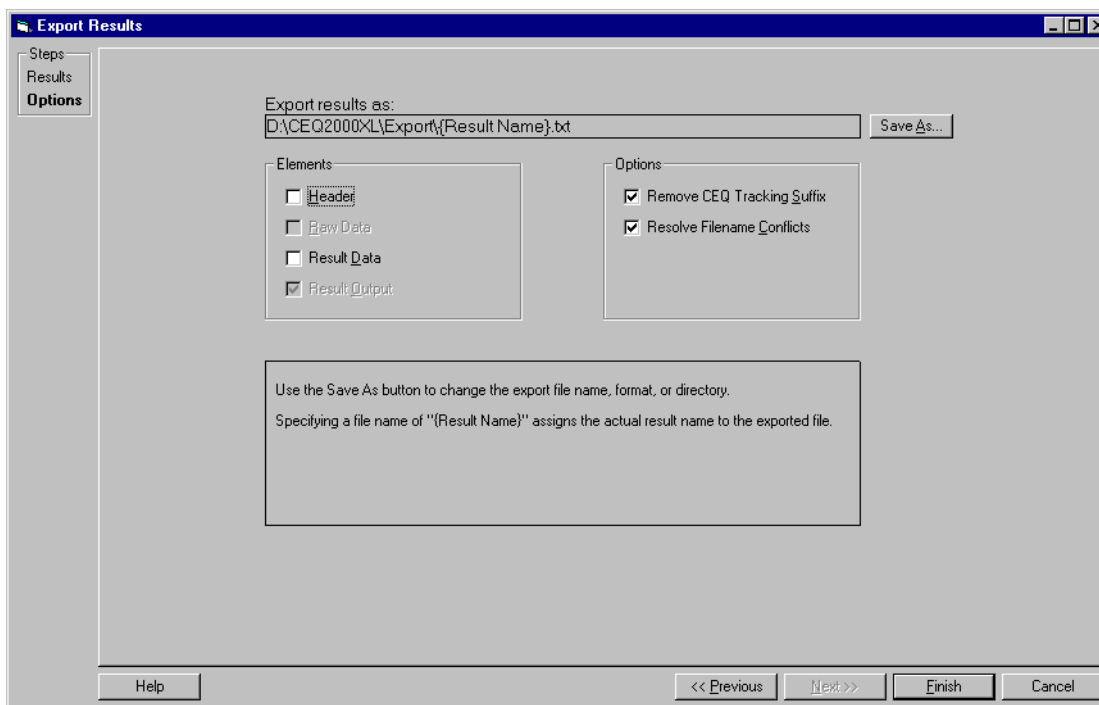 Export Results
Steps
Results
Options
Export results as:
D:\CEQ2000XL\Export\{Result Name}.txt
Save As...
Elements
Header
Raw Data
Result Data
Result Output
Options
Remove CEQ Tracking Suffix
Resolve Filename Conflicts
Use the Save As button to change the export file name, format, or directory.
Specifying a file name of "{Result Name}" assigns the actual result name to the exported file.
Help
<< Previous
Next >>
Finish
Cancel